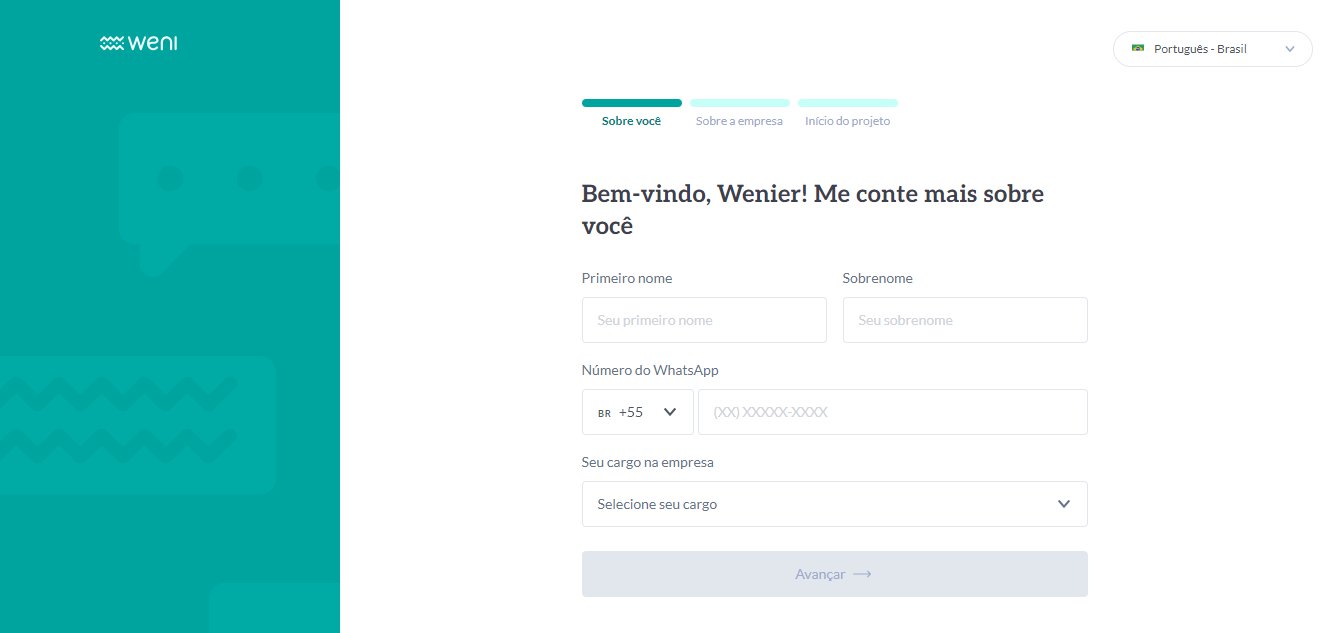 weni
Português - Brasil
Sobre você
Sobre a empresa
Início do projeto
Bem-vindo, Wenier! Me conte mais sobre
você
Primeiro nome
Sobrenome
Seu primeiro nome
Seu sobrenome
Número do WhatsApp
BR +55
(XX) XXXXX-XXXX
Seu cargo na empresa
Selecione seu cargo
Avançar